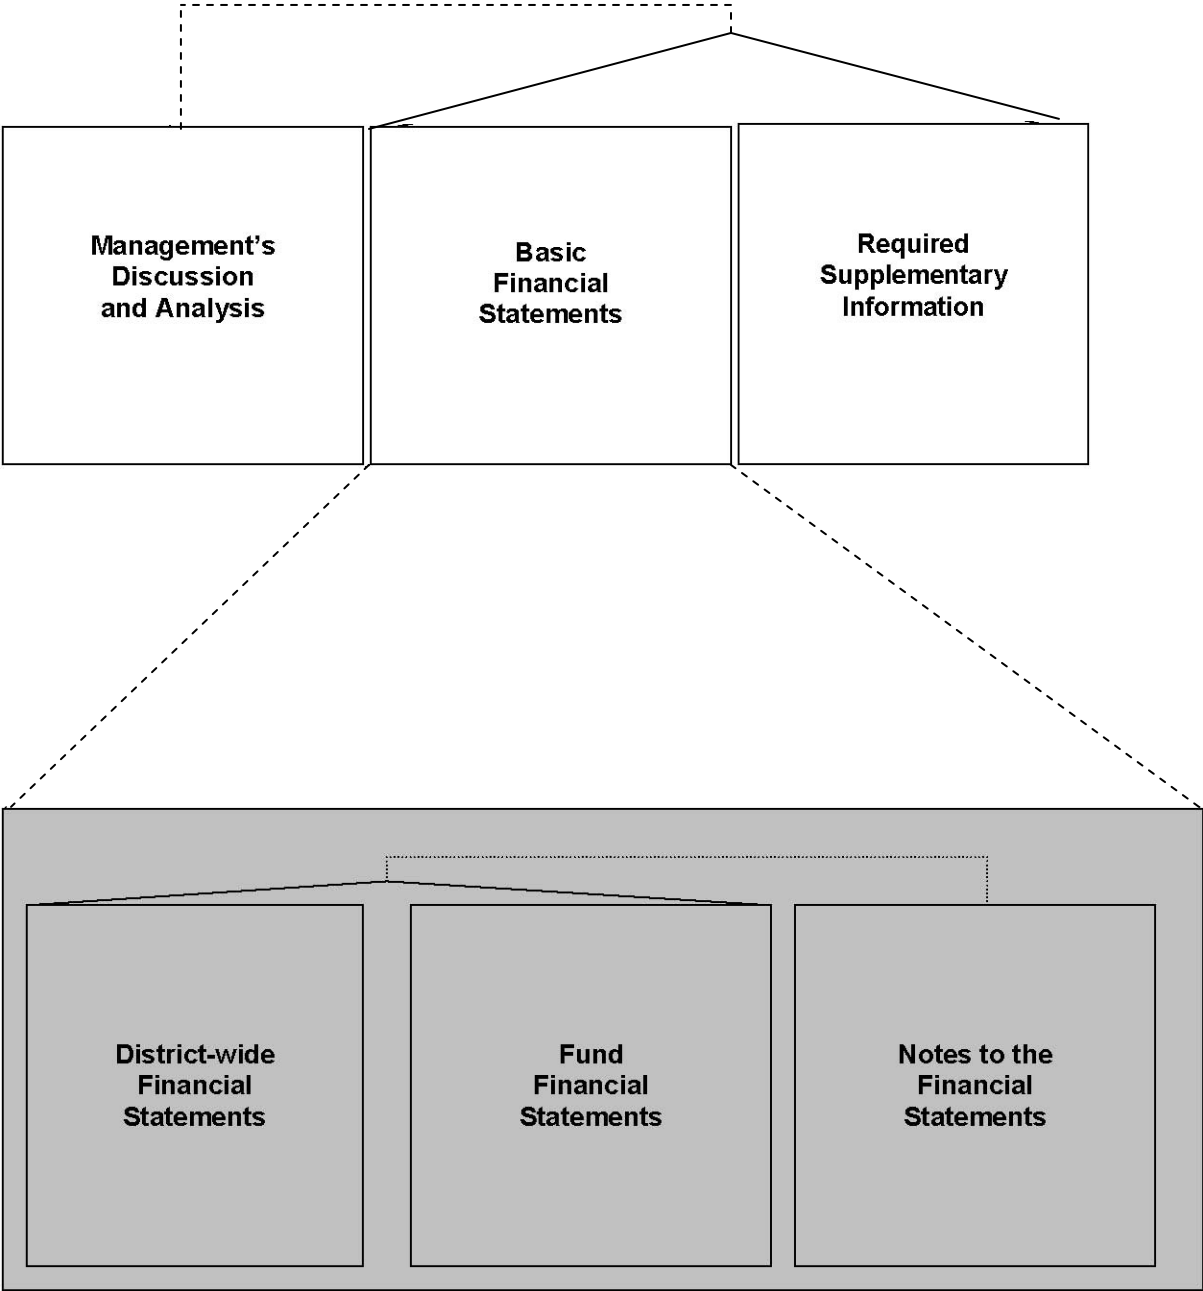 Management’s
Discussion
and Analysis
Basic
Financial
Statements
Required
Supplementary
Information
District-wide
Financial
Statements
Fund
Financial
Statements
Notes to the
Financial
Statements